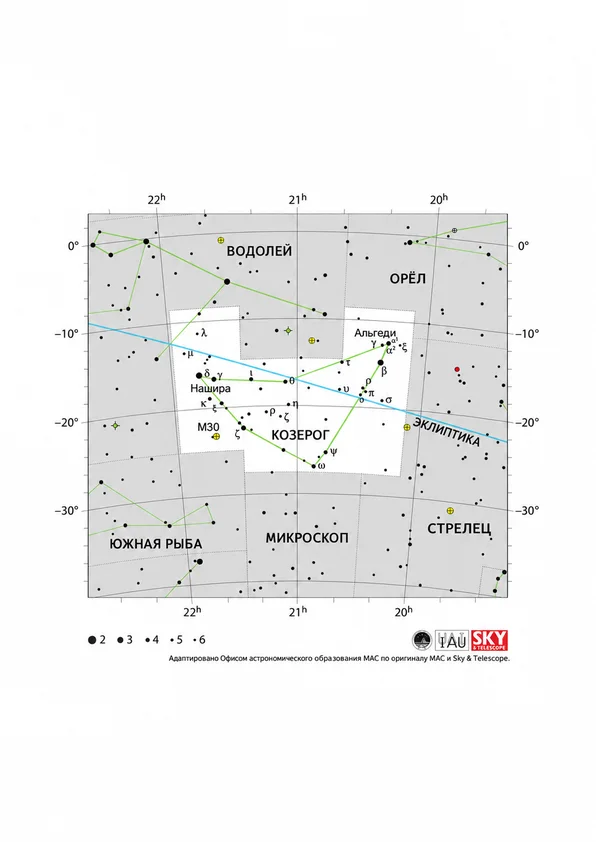 22h 21h 20h
0° 0°
ВОДОЛЕЙ
ОРЁЛ
−10° −10°
λ Альгеди
γ α1 ξ
μ α2
τ β
δ γ ι θ
Нашира ρ
υ π
κ ξ η ο σ
ρ ζ
−20° −20°
M30 ζ КОЗЕРОГ ЭКЛИПТИКА
ψ
ω
−30° −30°
ЮЖНАЯ РЫБА МИКРОСКОП СТРЕЛЕЦ
22h 21h 20h
2 3 4 5 6
IAU SKY
& TELESCOPE
Адаптировано Офисом астрономического образования МАС по оригиналу МАС и Sky & Telescope.